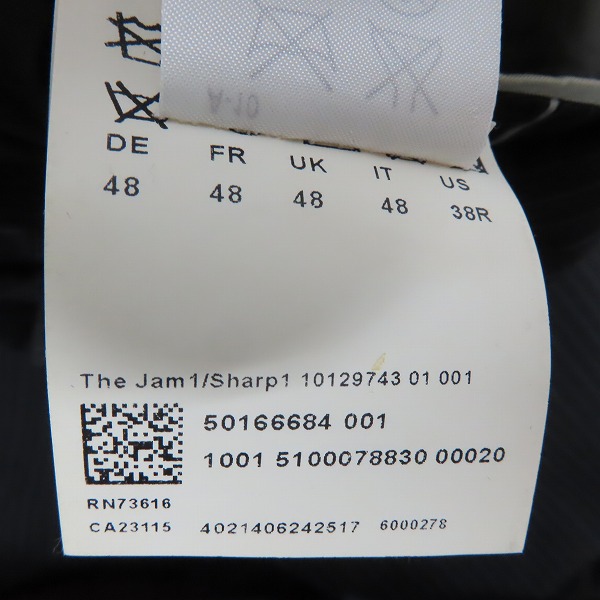 A-01
DE FR UK IT US
48 48 48 48 38R
The Jam1/Sharp1 10129743 01 001
50166684 001
1001 5100078830 00020
RN73616
CA23115 4021406242517 6000278